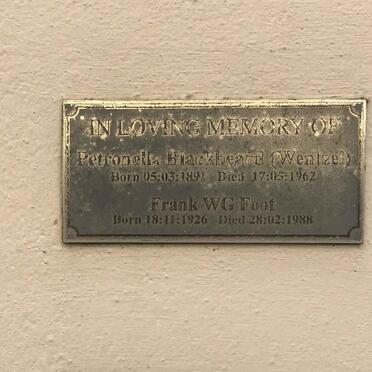 IN LOVING MEMORY OF
Petronella Blackbeard (Wentzel)
Born 05:03:1891 Died 17:05:1962
Frank WG Foot
Born 18:11:1926 Died 28:02:1988